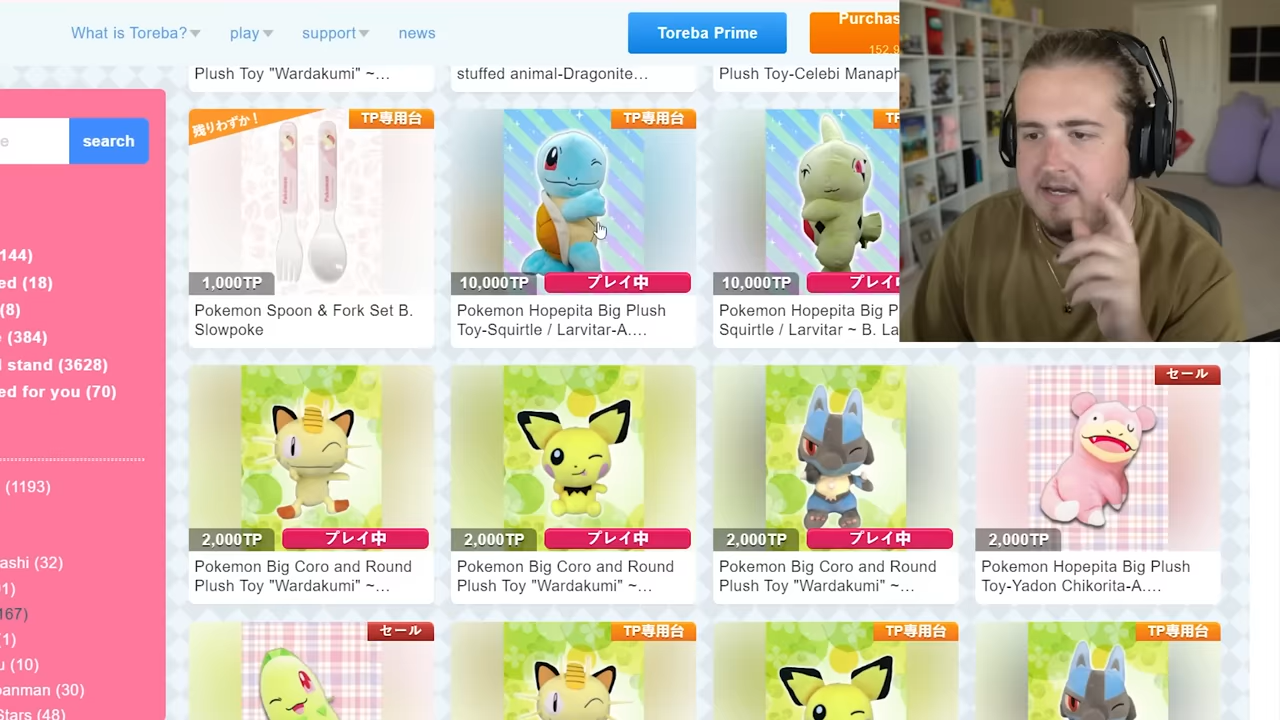 What is Toreba?
play
support
news
Toreba Prime
Purchas
152,9
Plush Toy "Wardakumi" ~...
stuffed animal-Dragonite...
Plush Toy-Celebi Manaph
e
search
残りわずか！
TP専用台
TP専用台
1,000TP
10,000TP
プレイ中
10,000TP
プレイ中
Pokemon Spoon & Fork Set B.
Slowpoke
Pokemon Hopepita Big Plush
Toy-Squirtle / Larvitar-A....
Pokemon Hopepita Big P
Squirtle / Larvitar ~ B. La
144)
ed (18)
(8)
(384)
l stand (3628)
ed for you (70)
(1193)
ashi (32)
167)
(1)
u (10)
panman (30)
Stars (48)
セール
2,000TP
プレイ中
2,000TP
プレイ中
2,000TP
プレイ中
2,000TP
Pokemon Big Coro and Round
Plush Toy "Wardakumi" ~...
Pokemon Big Coro and Round
Plush Toy "Wardakumi" ~...
Pokemon Big Coro and Round
Plush Toy "Wardakumi" ~...
Pokemon Hopepita Big Plush
Toy-Yadon Chikorita-A....
セール
TP専用台
TP専用台
TP専用台